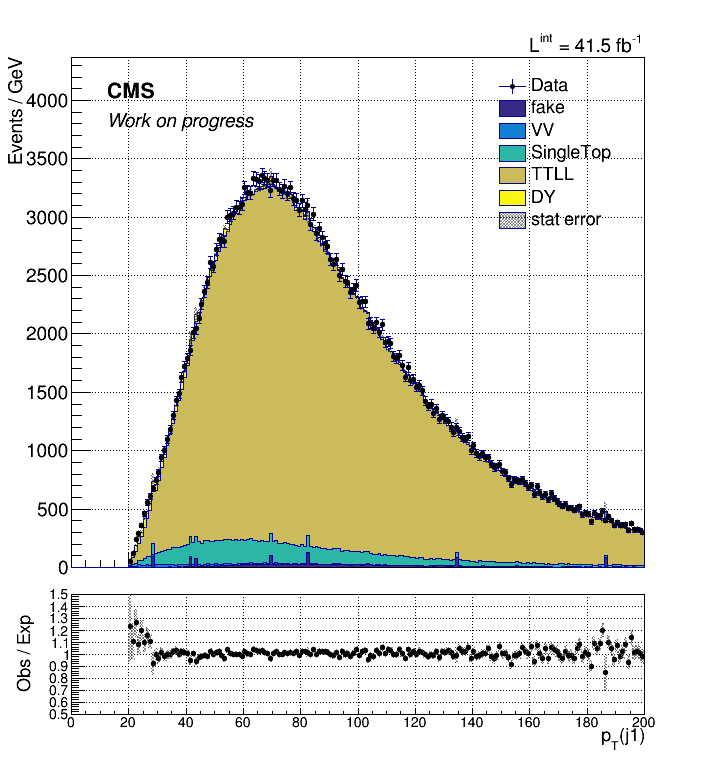 L^int = 41.5 fb^-1
Events / GeV
CMS
Work on progress
Data
fake
VV
SingleTop
TTLL
DY
stat error
4000
3500
3000
2500
2000
1500
1000
500
0
Obs / Exp
1.5
1.4
1.3
1.2
1.1
1
0.9
0.8
0.7
0.6
0.5
0 20 40 60 80 100 120 140 160 180 200
p_T(j1)